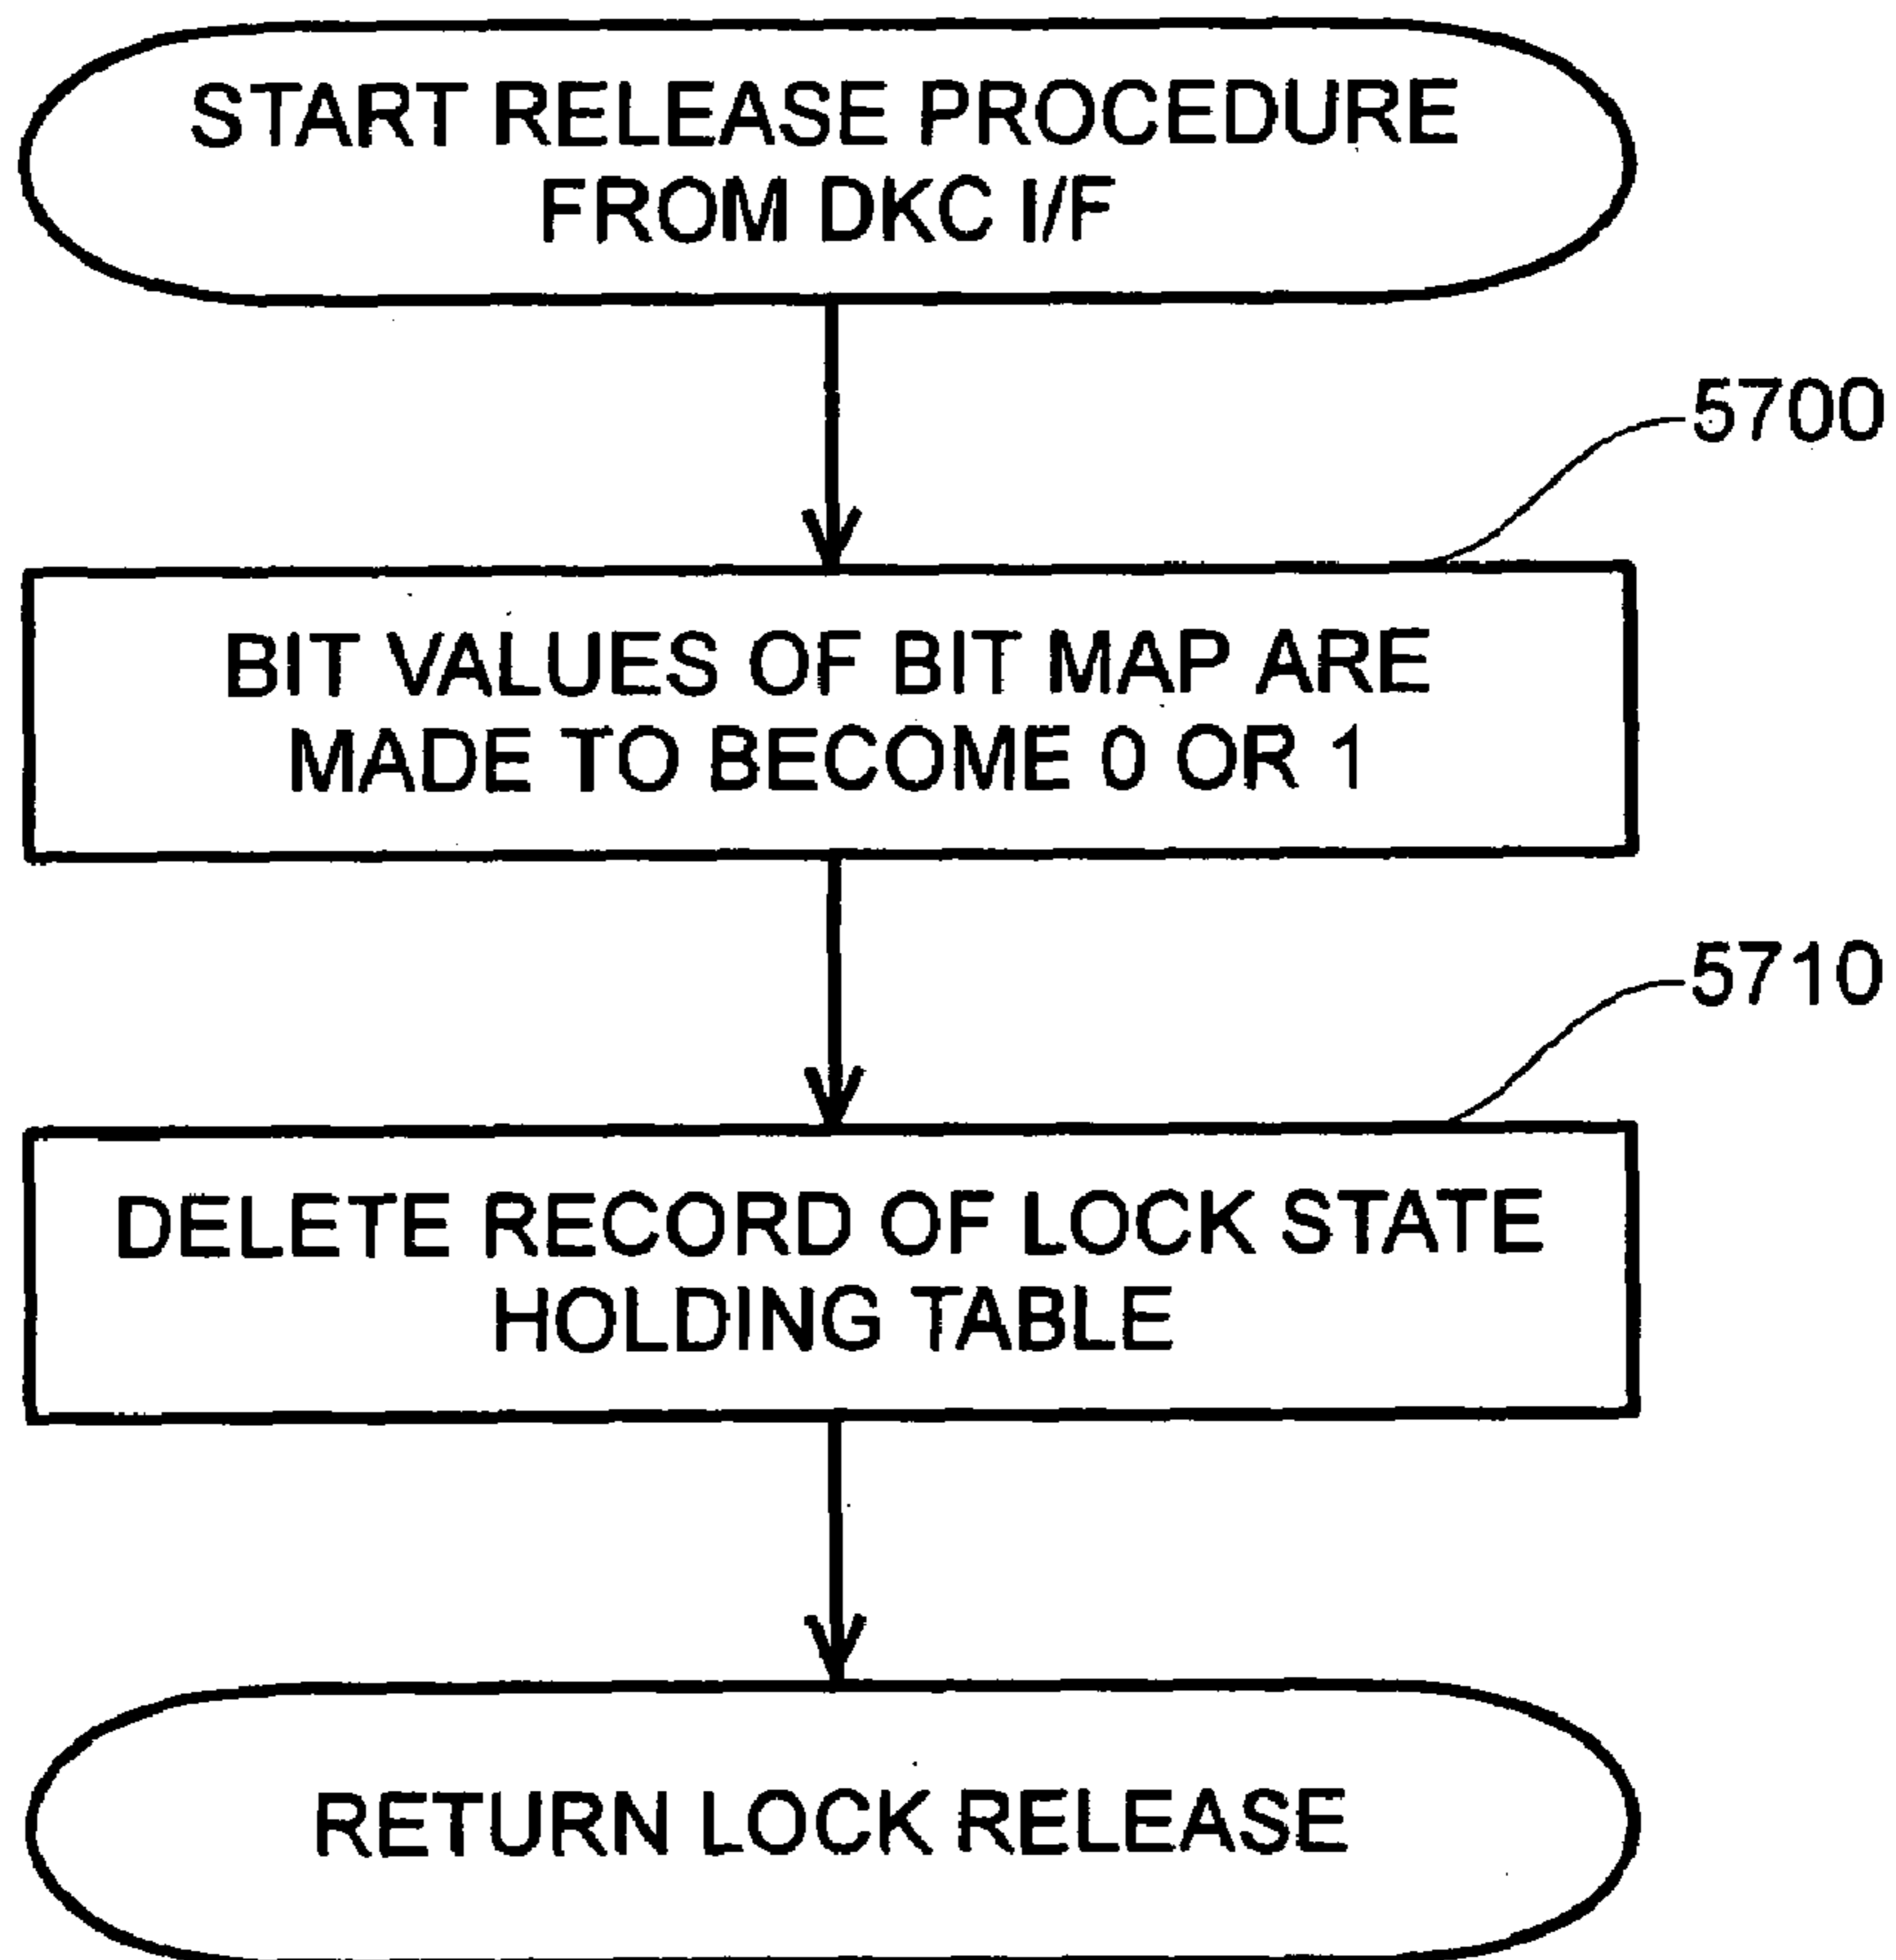 START RELEASE PROCEDURE
FROM DKC I/F
5700
BIT VALUES OF BIT MAP ARE
MADE TO BECOME 0 OR 1
5710
DELETE RECORD OF LOCK STATE
HOLDING TABLE
RETURN LOCK RELEASE